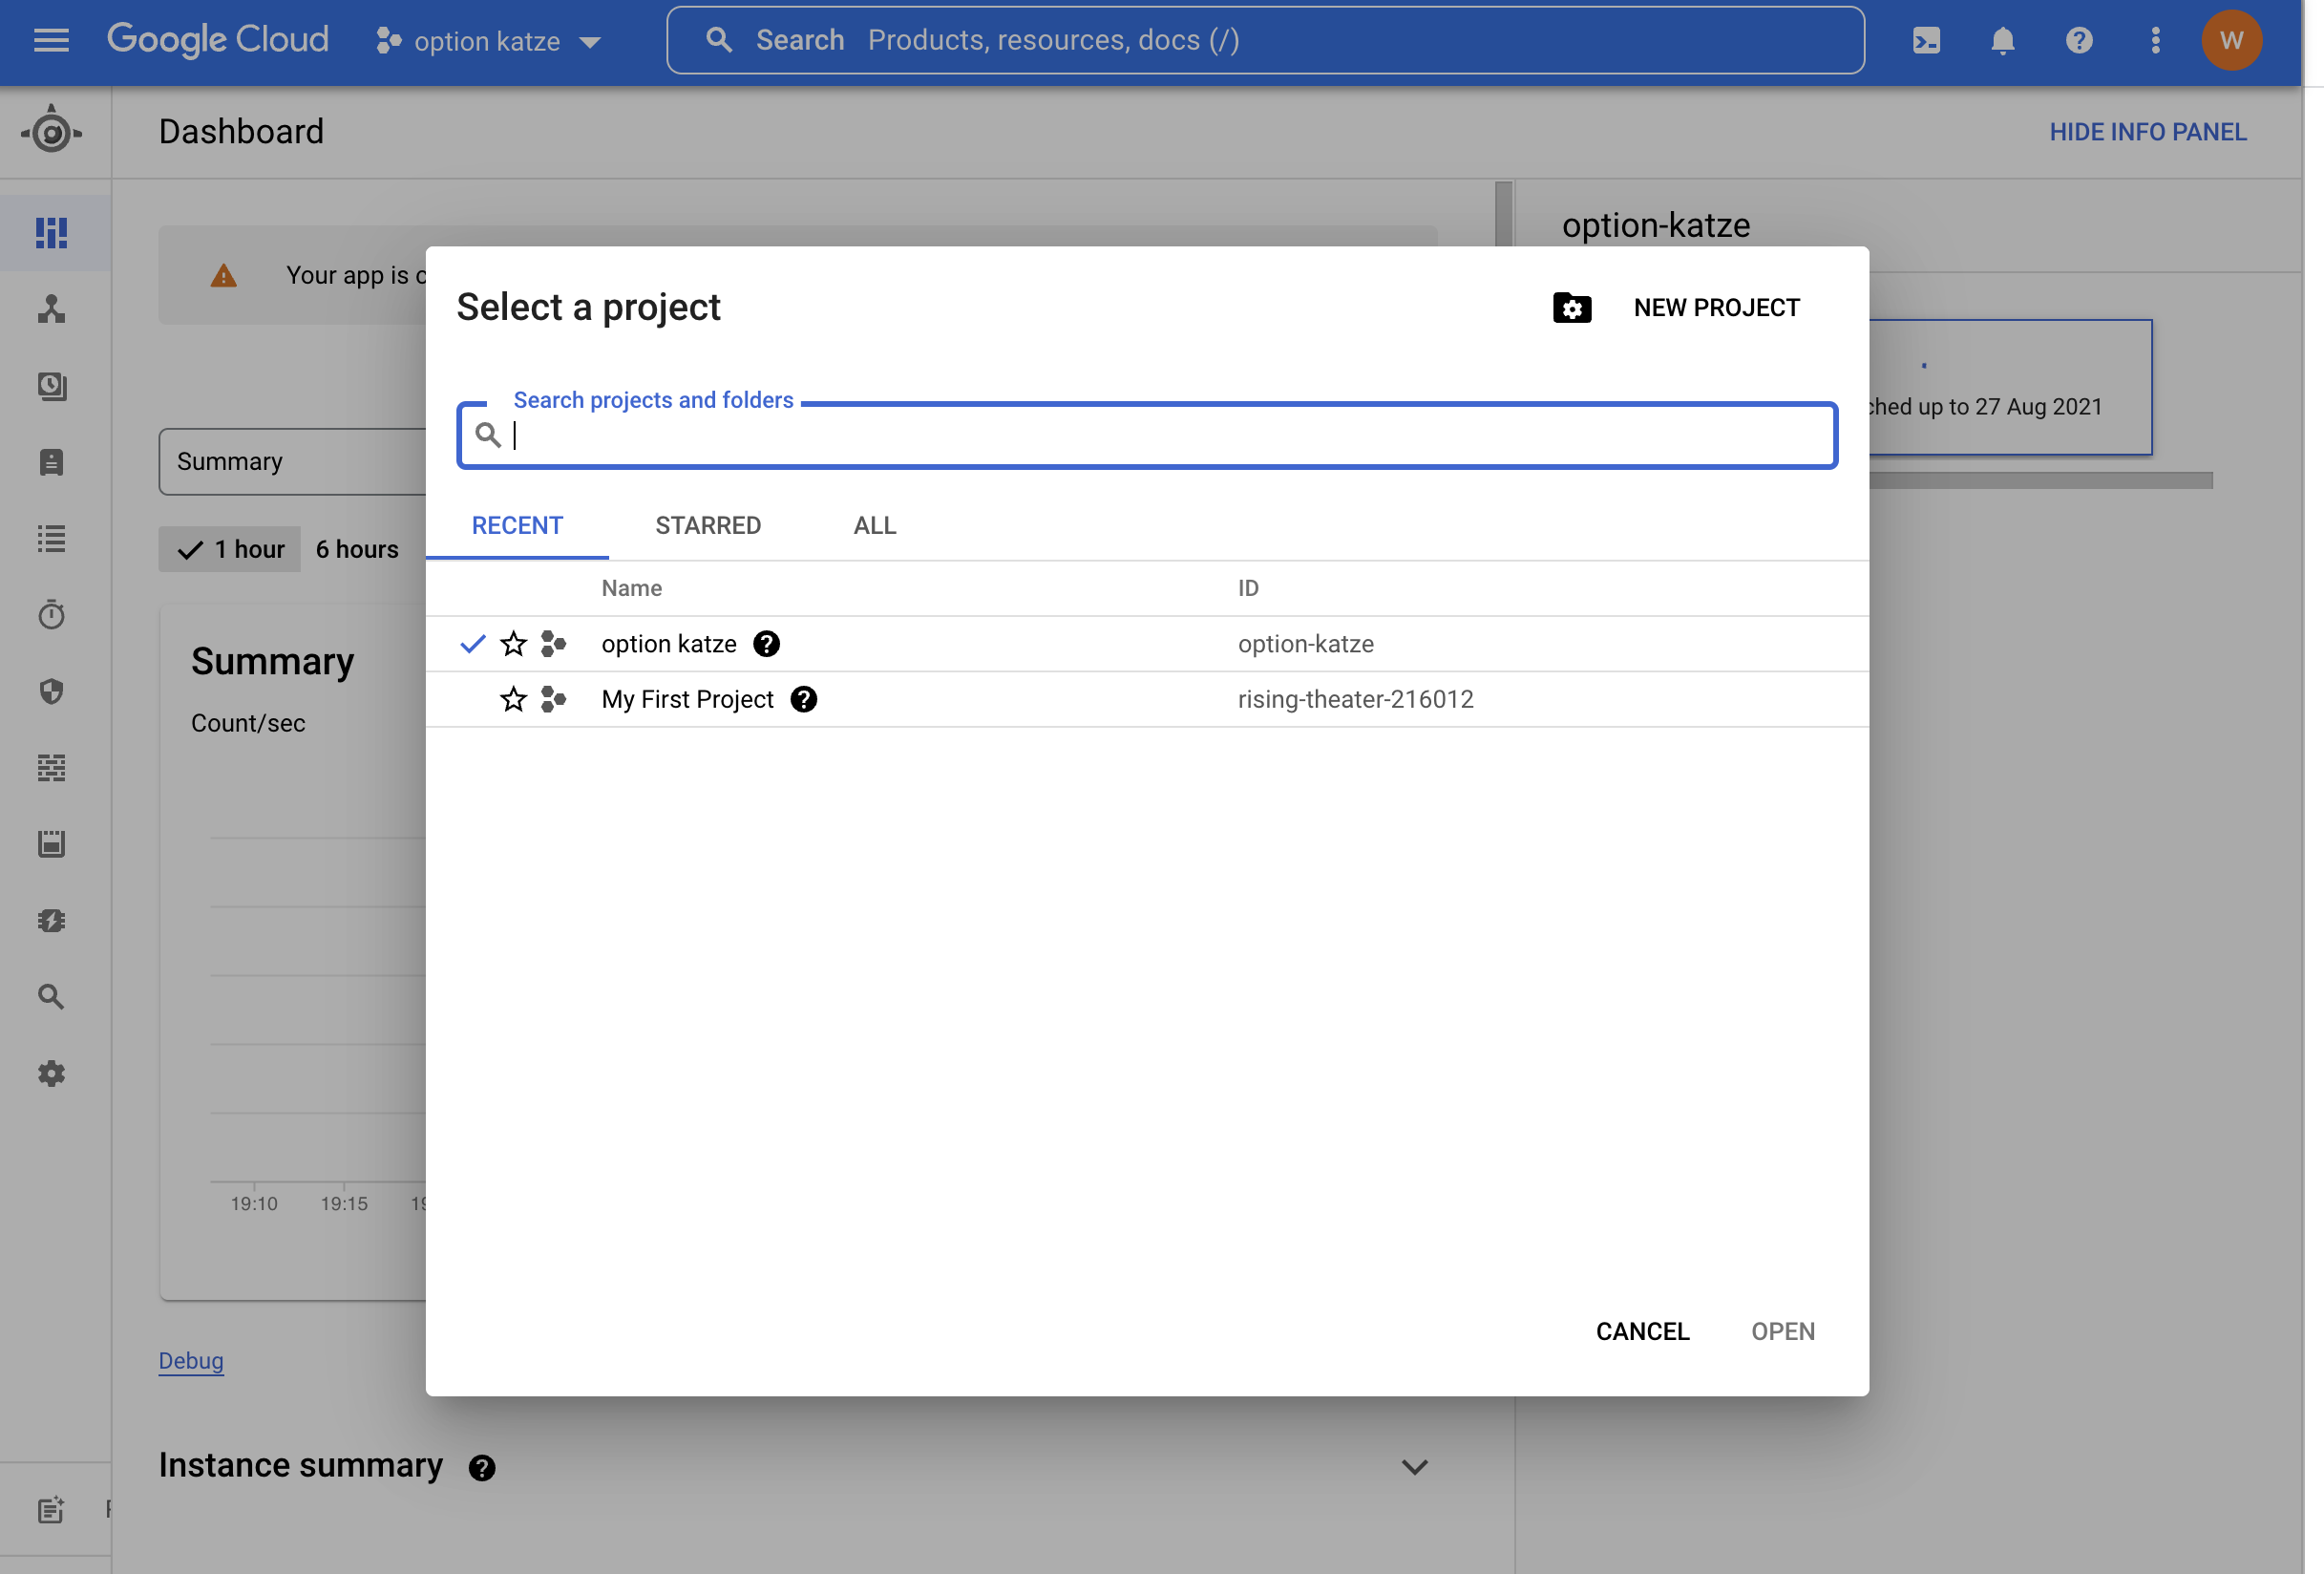 Google Cloud
option katze
Search Products, resources, docs (/)
W
Dashboard
HIDE INFO PANEL
option-katze
Your app is
Select a project
NEW PROJECT
Search projects and folders
ched up to 27 Aug 2021
Summary
RECENT STARRED ALL
1 hour 6 hours
Name ID
option katze option-katze
My First Project rising-theater-216012
Summary
Count/sec
19:10 19:15
CANCEL OPEN
Debug
Instance summary